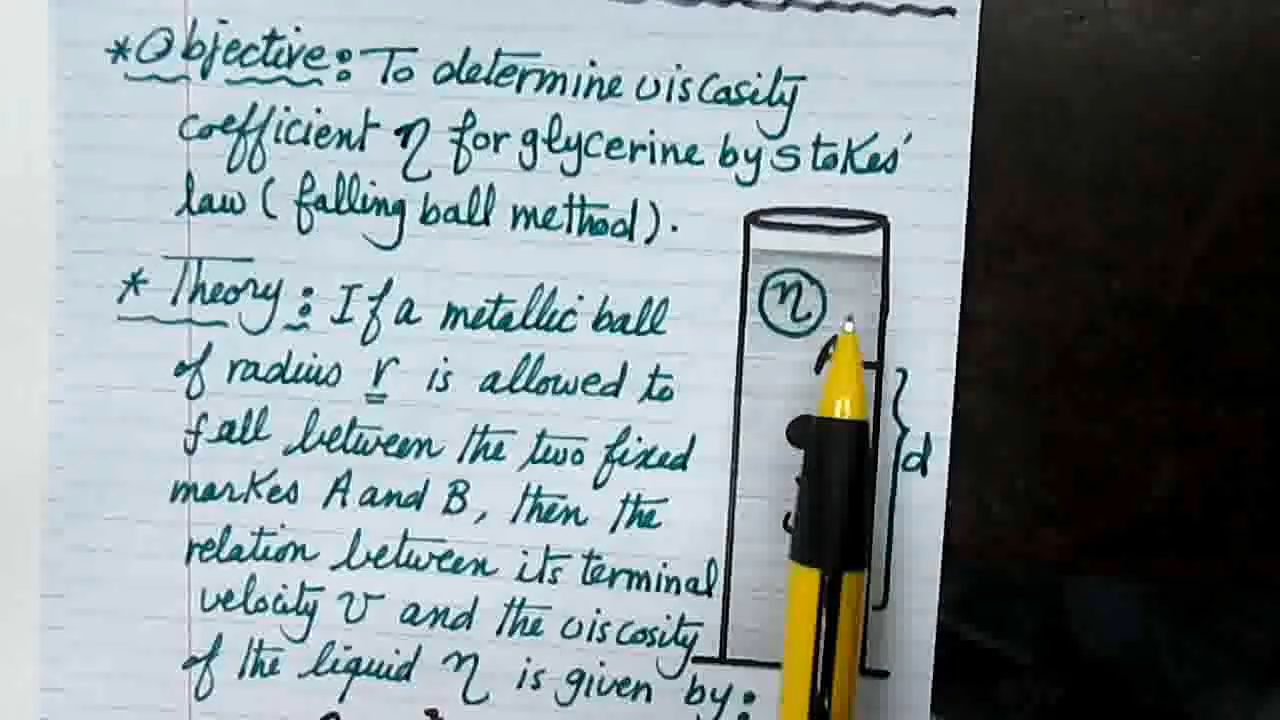 *Objective: To determine viscasity
coefficient η for glycerine by stokes'
law (falling ball method).
* Theory: If a metallic ball
of radius r is allowed to
fall between the two fixed
markes A and B, then the
relation between its terminal
velocity v and the viscosity
of the liquid η is given by:
η
d